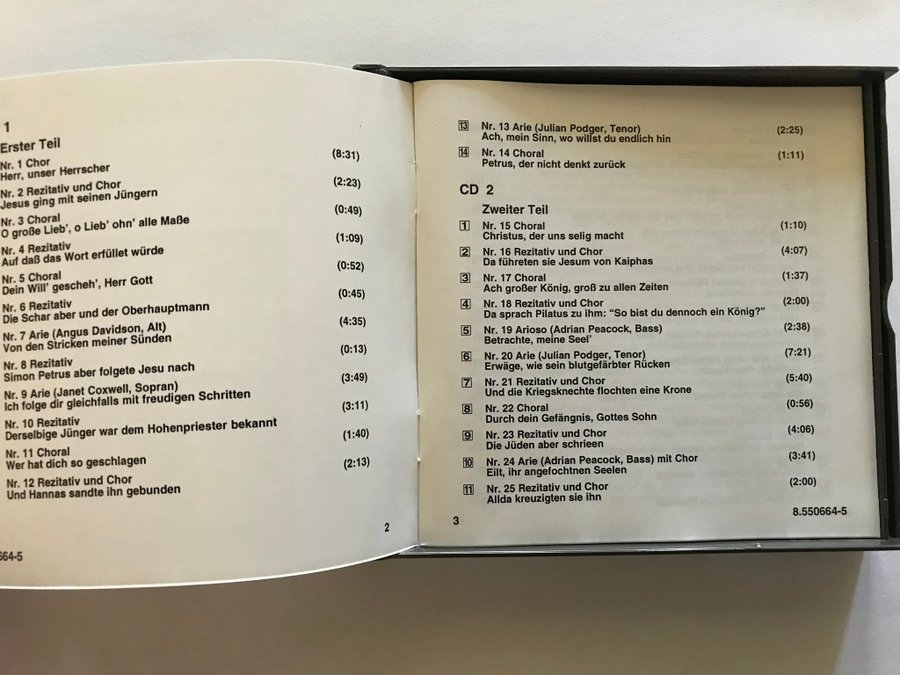 1
Erster Teil
Nr. 1 Chor (8:31)
Herr, unser Herrscher
Nr. 2 Rezitativ und Chor (2:23)
Jesus ging mit seinen Jüngern
Nr. 3 Choral (0:49)
O große Lieb', o Lieb' ohn' alle Maße
Nr. 4 Rezitativ (1:09)
Auf daß das Wort erfüllet würde
Nr. 5 Choral (0:52)
Dein Will' gescheh', Herr Gott
Nr. 6 Rezitativ (0:45)
Die Schar aber und der Oberhauptmann
Nr. 7 Arie (Angus Davidson, Alt) (4:35)
Von den Stricken meiner Sünden
Nr. 8 Rezitativ (0:13)
Simon Petrus aber folgete Jesu nach
Nr. 9 Arie (Janet Coxwell, Sopran) (3:49)
Ich folge dir gleichfalls mit freudigen Schritten
Nr. 10 Rezitativ (3:11)
Derselbige Jünger war dem Hohenpriester bekannt
Nr. 11 Choral (1:40)
Wer hat dich so geschlagen
Nr. 12 Rezitativ und Chor (2:13)
Und Hannas sandte ihn gebunden
2
664-5
13 Nr. 13 Arie (Julian Podger, Tenor) (2:25)
Ach, mein Sinn, wo willst du endlich hin
14 Nr. 14 Choral (1:11)
Petrus, der nicht denkt zurück
CD 2
Zweiter Teil
1 Nr. 15 Choral (1:10)
Christus, der uns selig macht
2 Nr. 16 Rezitativ und Chor (4:07)
Da führeten sie Jesum von Kaiphas
3 Nr. 17 Choral (1:37)
Ach großer König, groß zu allen Zeiten
4 Nr. 18 Rezitativ und Chor (2:00)
Da sprach Pilatus zu ihm: "So bist du dennoch ein König?"
5 Nr. 19 Arioso (Adrian Peacock, Bass) (2:38)
Betrachte, meine Seel'
6 Nr. 20 Arie (Julian Podger, Tenor) (7:21)
Erwäge, wie sein blutgefärbter Rücken
7 Nr. 21 Rezitativ und Chor (5:40)
Und die Kriegsknechte flochten eine Krone
8 Nr. 22 Choral (0:56)
Durch dein Gefängnis, Gottes Sohn
9 Nr. 23 Rezitativ und Chor (4:06)
Die Jüden aber schrieen
10 Nr. 24 Arie (Adrian Peacock, Bass) mit Chor (3:41)
Eilt, ihr angefochtnen Seelen
11 Nr. 25 Rezitativ und Chor (2:00)
Allda kreuzigten sie ihn
3
8.550664-5